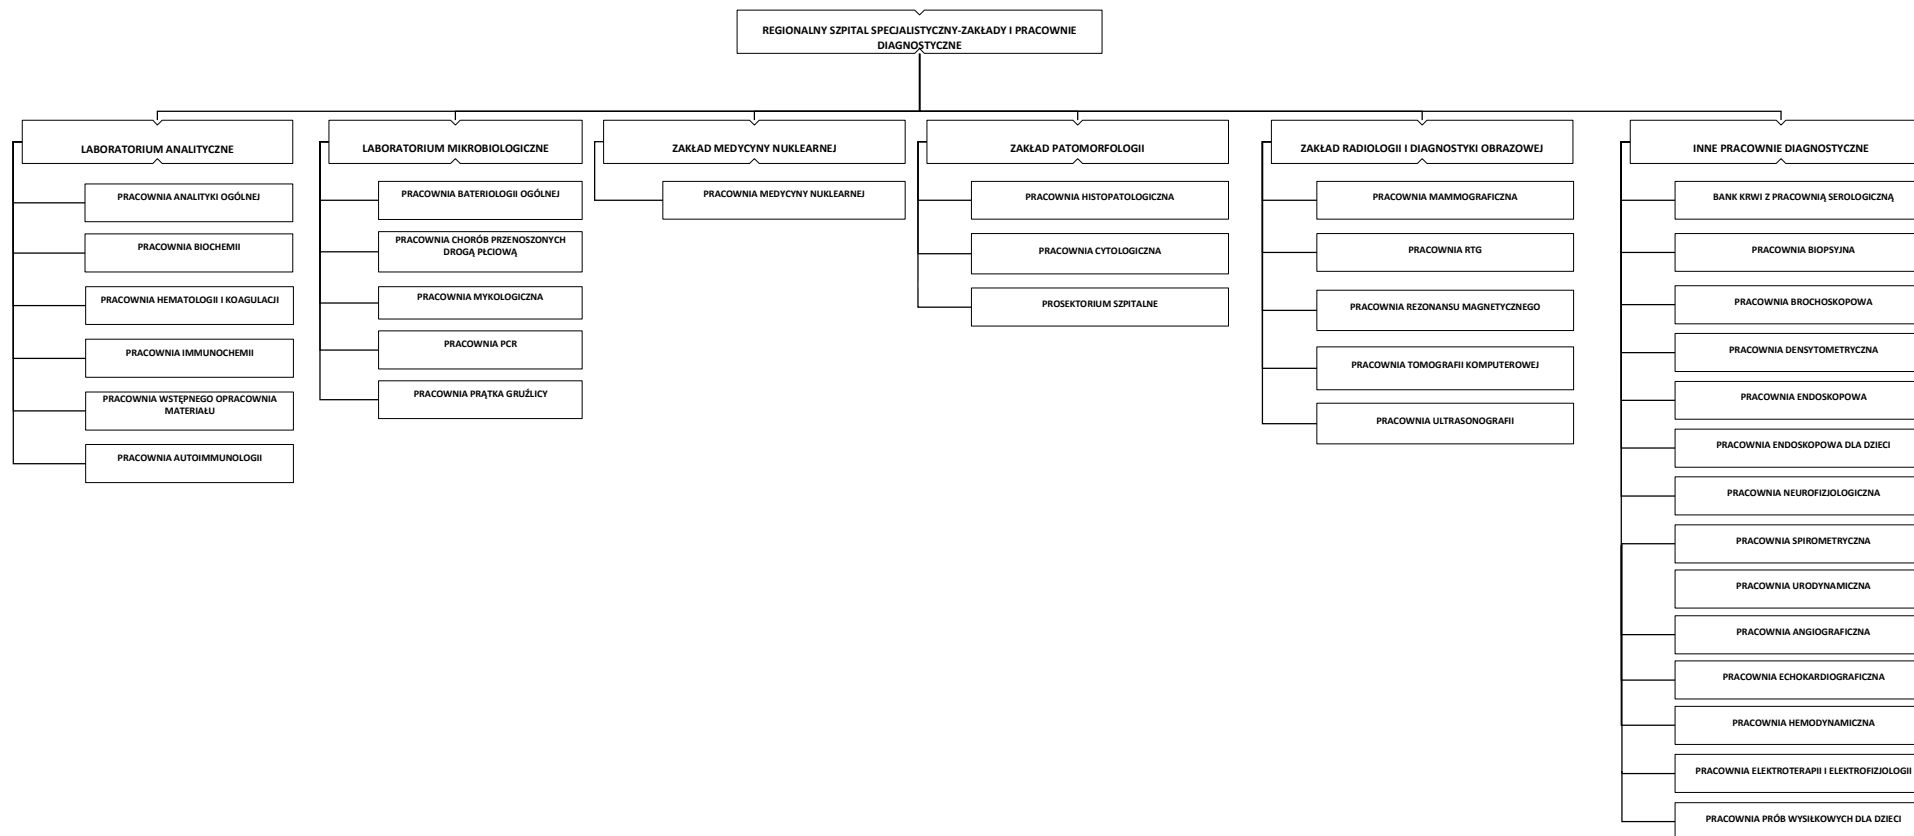 REGIONALNY SZPITAL SPECJALISTYCZNY-ZAKŁADY I PRACOWNIE
DIAGNOSTYCZNE
LABORATORIUM ANALITYCZNE
PRACOWNIA ANALITYKI OGÓLNEJ
PRACOWNIA BIOCHEMII
PRACOWNIA HEMATOLOGII I KOAGULACJI
PRACOWNIA IMMUNOCHEMII
PRACOWNIA WSTĘPNEGO OPRACOWNIA
MATERIAŁU
PRACOWNIA AUTOIMMUNOLOGII
LABORATORIUM MIKROBIOLOGICZNE
PRACOWNIA BATERIOLOGII OGÓLNEJ
PRACOWNIA CHORÓB PRZENOSZONYCH
DROGĄ PŁCIOWĄ
PRACOWNIA MYKOLOGICZNA
PRACOWNIA PCR
PRACOWNIA PRĄTKA GRUŹLICY
ZAKŁAD MEDYCYNY NUKLEARNEJ
PRACOWNIA MEDYCYNY NUKLEARNEJ
ZAKŁAD PATOMORFOLOGII
PRACOWNIA HISTOPATOLOGICZNA
PRACOWNIA CYTOLOGICZNA
PROSEKTORIUM SZPITALNE
ZAKŁAD RADIOLOGII I DIAGNOSTYKI OBRAZOWEJ
PRACOWNIA MAMMOGRAFICZNA
PRACOWNIA RTG
PRACOWNIA REZONANSU MAGNETYCZNEGO
PRACOWNIA TOMOGRAFII KOMPUTEROWEJ
PRACOWNIA ULTRASONOGRAFII
INNE PRACOWNIE DIAGNOSTYCZNE
BANK KRWI Z PRACOWNIĄ SEROLOGICZNĄ
PRACOWNIA BIOPSYJNA
PRACOWNIA BROCHOSKOPOWA
PRACOWNIA DENSYTOMETRYCZNA
PRACOWNIA ENDOSKOPOWA
PRACOWNIA ENDOSKOPOWA DLA DZIECI
PRACOWNIA NEUROFIZJOLOGICZNA
PRACOWNIA SPIROMETRYCZNA
PRACOWNIA URODYNAMICZNA
PRACOWNIA ANGIOGRAFICZNA
PRACOWNIA ECHOKARDIOGRAFICZNA
PRACOWNIA HEMODYNAMICZNA
PRACOWNIA ELEKTROTERAPII I ELEKTROFIZJOLOGII
PRACOWNIA PRÓB WYSIŁKOWYCH DLA DZIECI